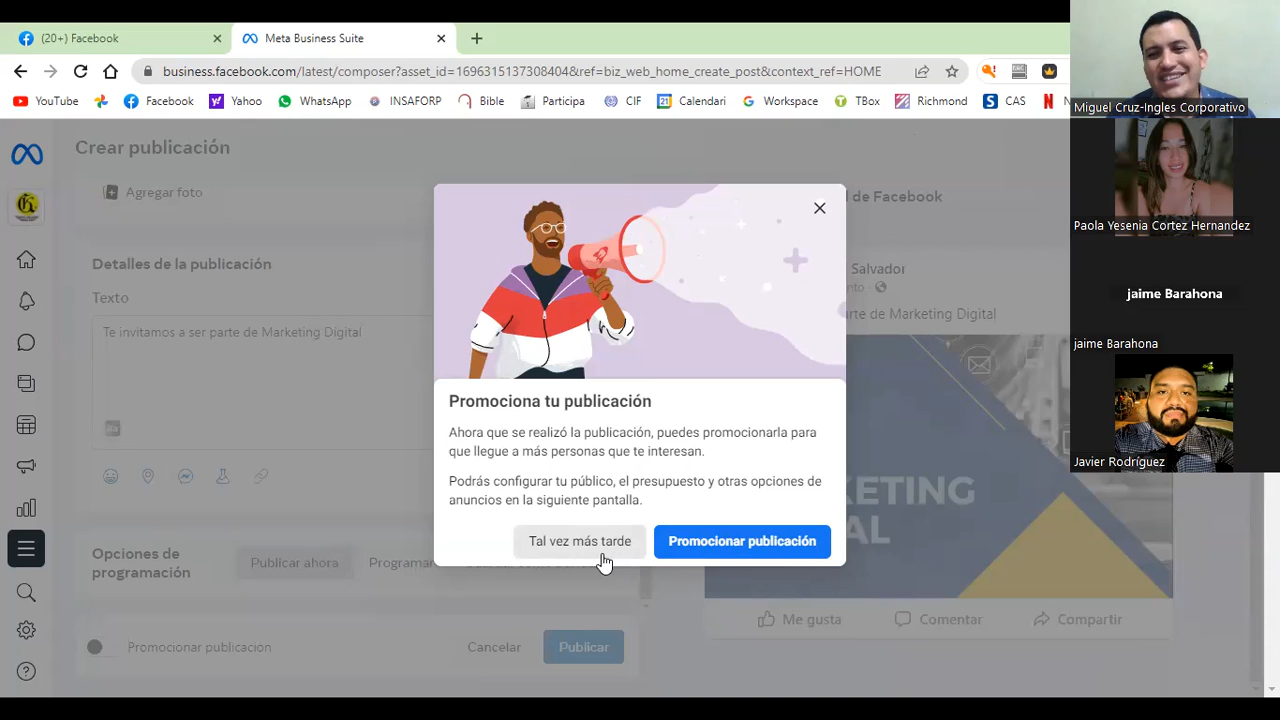 (20+) Facebook
Meta Business Suite
business.facebook.com/latest/composer?asset_id=108315137308404&ref=biz_web_home_create_post&context_ref=HOME
YouTube
Facebook
Yahoo
WhatsApp
INSAFORP
Bible
Participa
CIF
Calendari
Workspace
TBox
Richmond
CAS
Crear publicación
Agregar foto
Detalles de la publicación
Texto
Te invitamos a ser parte de Marketing Digital
Opciones de
programación
Publicar ahora
Programar
Promocionar publicacion
Cancelar
Publicar
Promociona tu publicación
Ahora que se realizó la publicación, puedes promocionarla para
que llegue a más personas que te interesan.
Podrás configurar tu público, el presupuesto y otras opciones de
anuncios en la siguiente pantalla.
Tal vez más tarde
Promocionar publicación
de Facebook
Salvador
rte de Marketing Digital
KETING
AL
Me gusta
Comentar
Compartir
Miguel Cruz-Ingles Corporativo
Paola Yesenia Cortez Hernandez
jaime Barahona
jaime Barahona
Javier Rodríguez